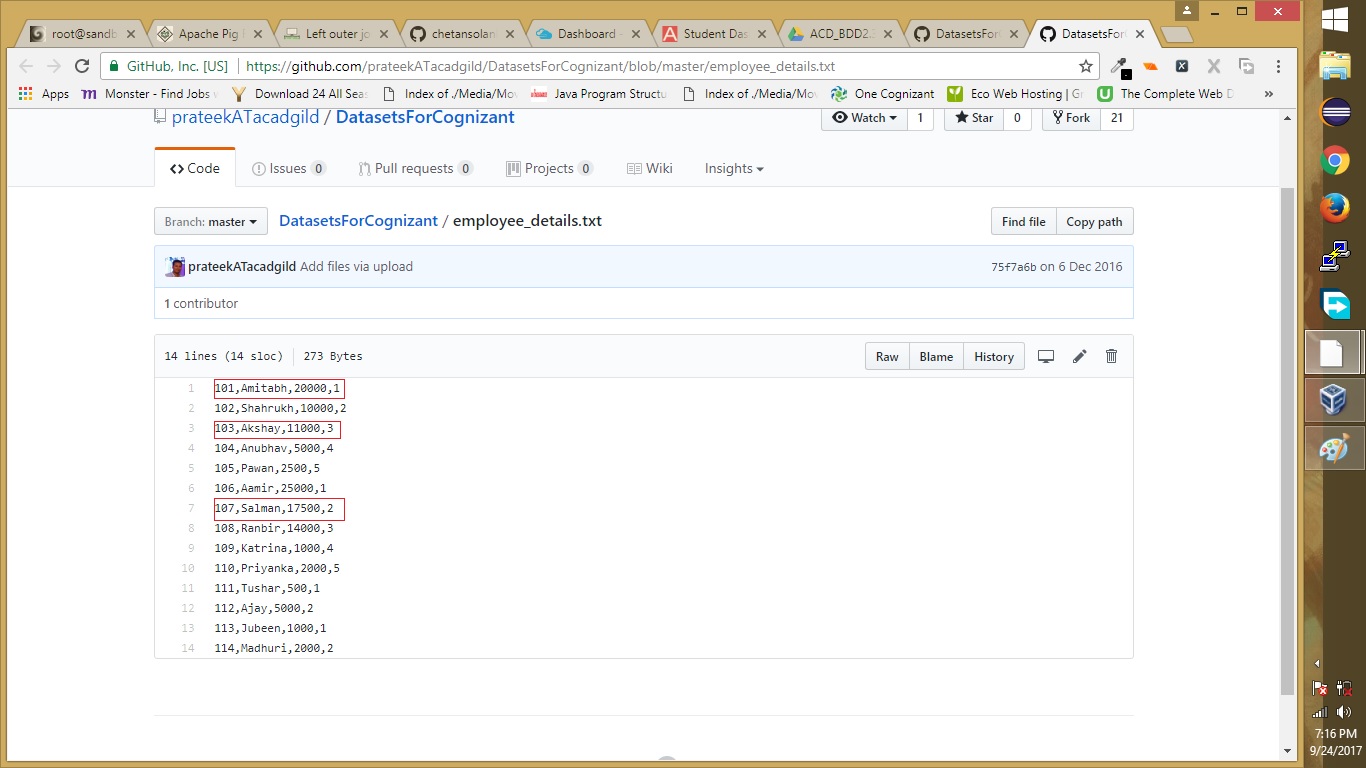 root@sandb
Apache Pig
Left outer jo
chetansolan
Dashboard -
Student Das
ACD_BDD2.
DatasetsFor
DatasetsFor
GitHub, Inc. [US] https://github.com/prateekATacadgild/DatasetsForCognizant/blob/master/employee_details.txt
Apps Monster - Find Jobs Download 24 All Seas Index of ./Media/Mov Java Program Structu Index of ./Media/Mov One Cognizant Eco Web Hosting | Gr The Complete Web D »
prateekATacadgild / DatasetsForCognizant
Watch 1 Star 0 Fork 21
Code Issues 0 Pull requests 0 Projects 0 Wiki Insights
Branch: master DatasetsForCognizant / employee_details.txt Find file Copy path
prateekATacadgild Add files via upload 75f7a6b on 6 Dec 2016
1 contributor
14 lines (14 sloc) 273 Bytes Raw Blame History
1 101,Amitabh,20000,1
2 102,Shahrukh,10000,2
3 103,Akshay,11000,3
4 104,Anubhav,5000,4
5 105,Pawan,2500,5
6 106,Aamir,25000,1
7 107,Salman,17500,2
8 108,Ranbir,14000,3
9 109,Katrina,1000,4
10 110,Priyanka,2000,5
11 111,Tushar,500,1
12 112,Ajay,5000,2
13 113,Jubeen,1000,1
14 114,Madhuri,2000,2
7:16 PM
9/24/2017